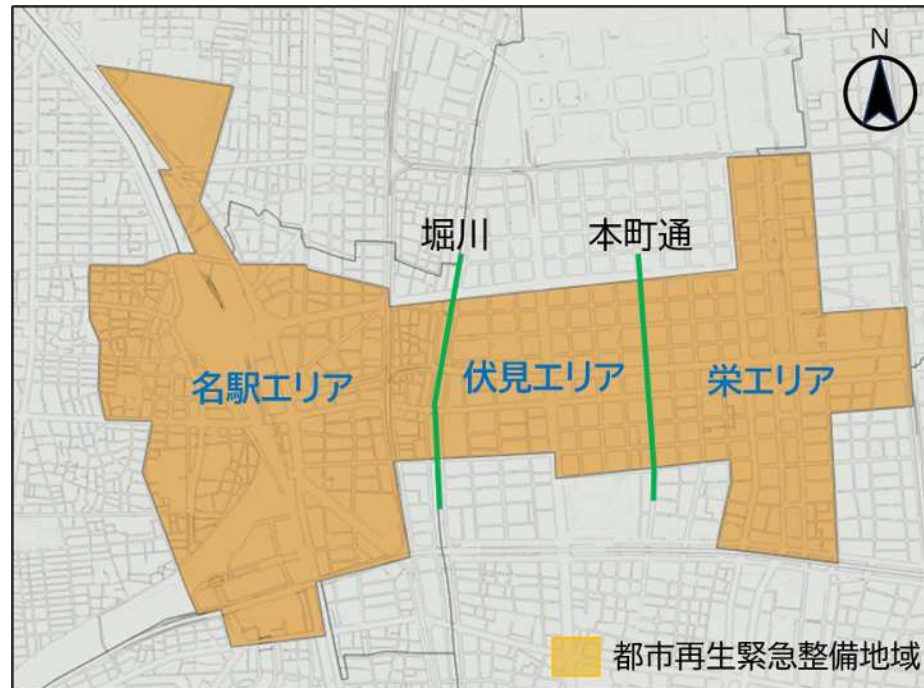 N
堀川
本町通
名駅エリア
伏見エリア
栄エリア
都市再生緊急整備地域